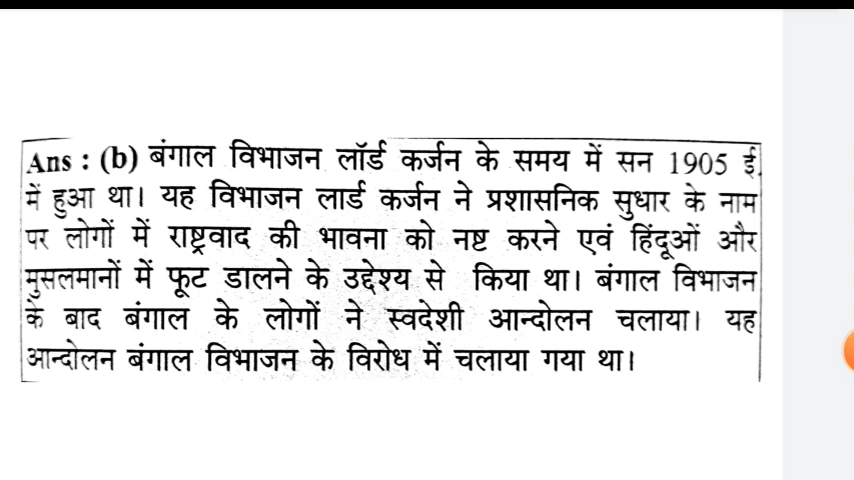 Ans : (b) बंगाल विभाजन लॉर्ड कर्जन के समय में सन 1905 ई.
में हुआ था। यह विभाजन लार्ड कर्जन ने प्रशासनिक सुधार के नाम
पर लोगों में राष्ट्रवाद की भावना को नष्ट करने एवं हिंदूओं और
मुसलमानों में फूट डालने के उद्देश्य से किया था। बंगाल विभाजन
के बाद बंगाल के लोगों ने स्वदेशी आन्दोलन चलाया। यह
आन्दोलन बंगाल विभाजन के विरोध में चलाया गया था।